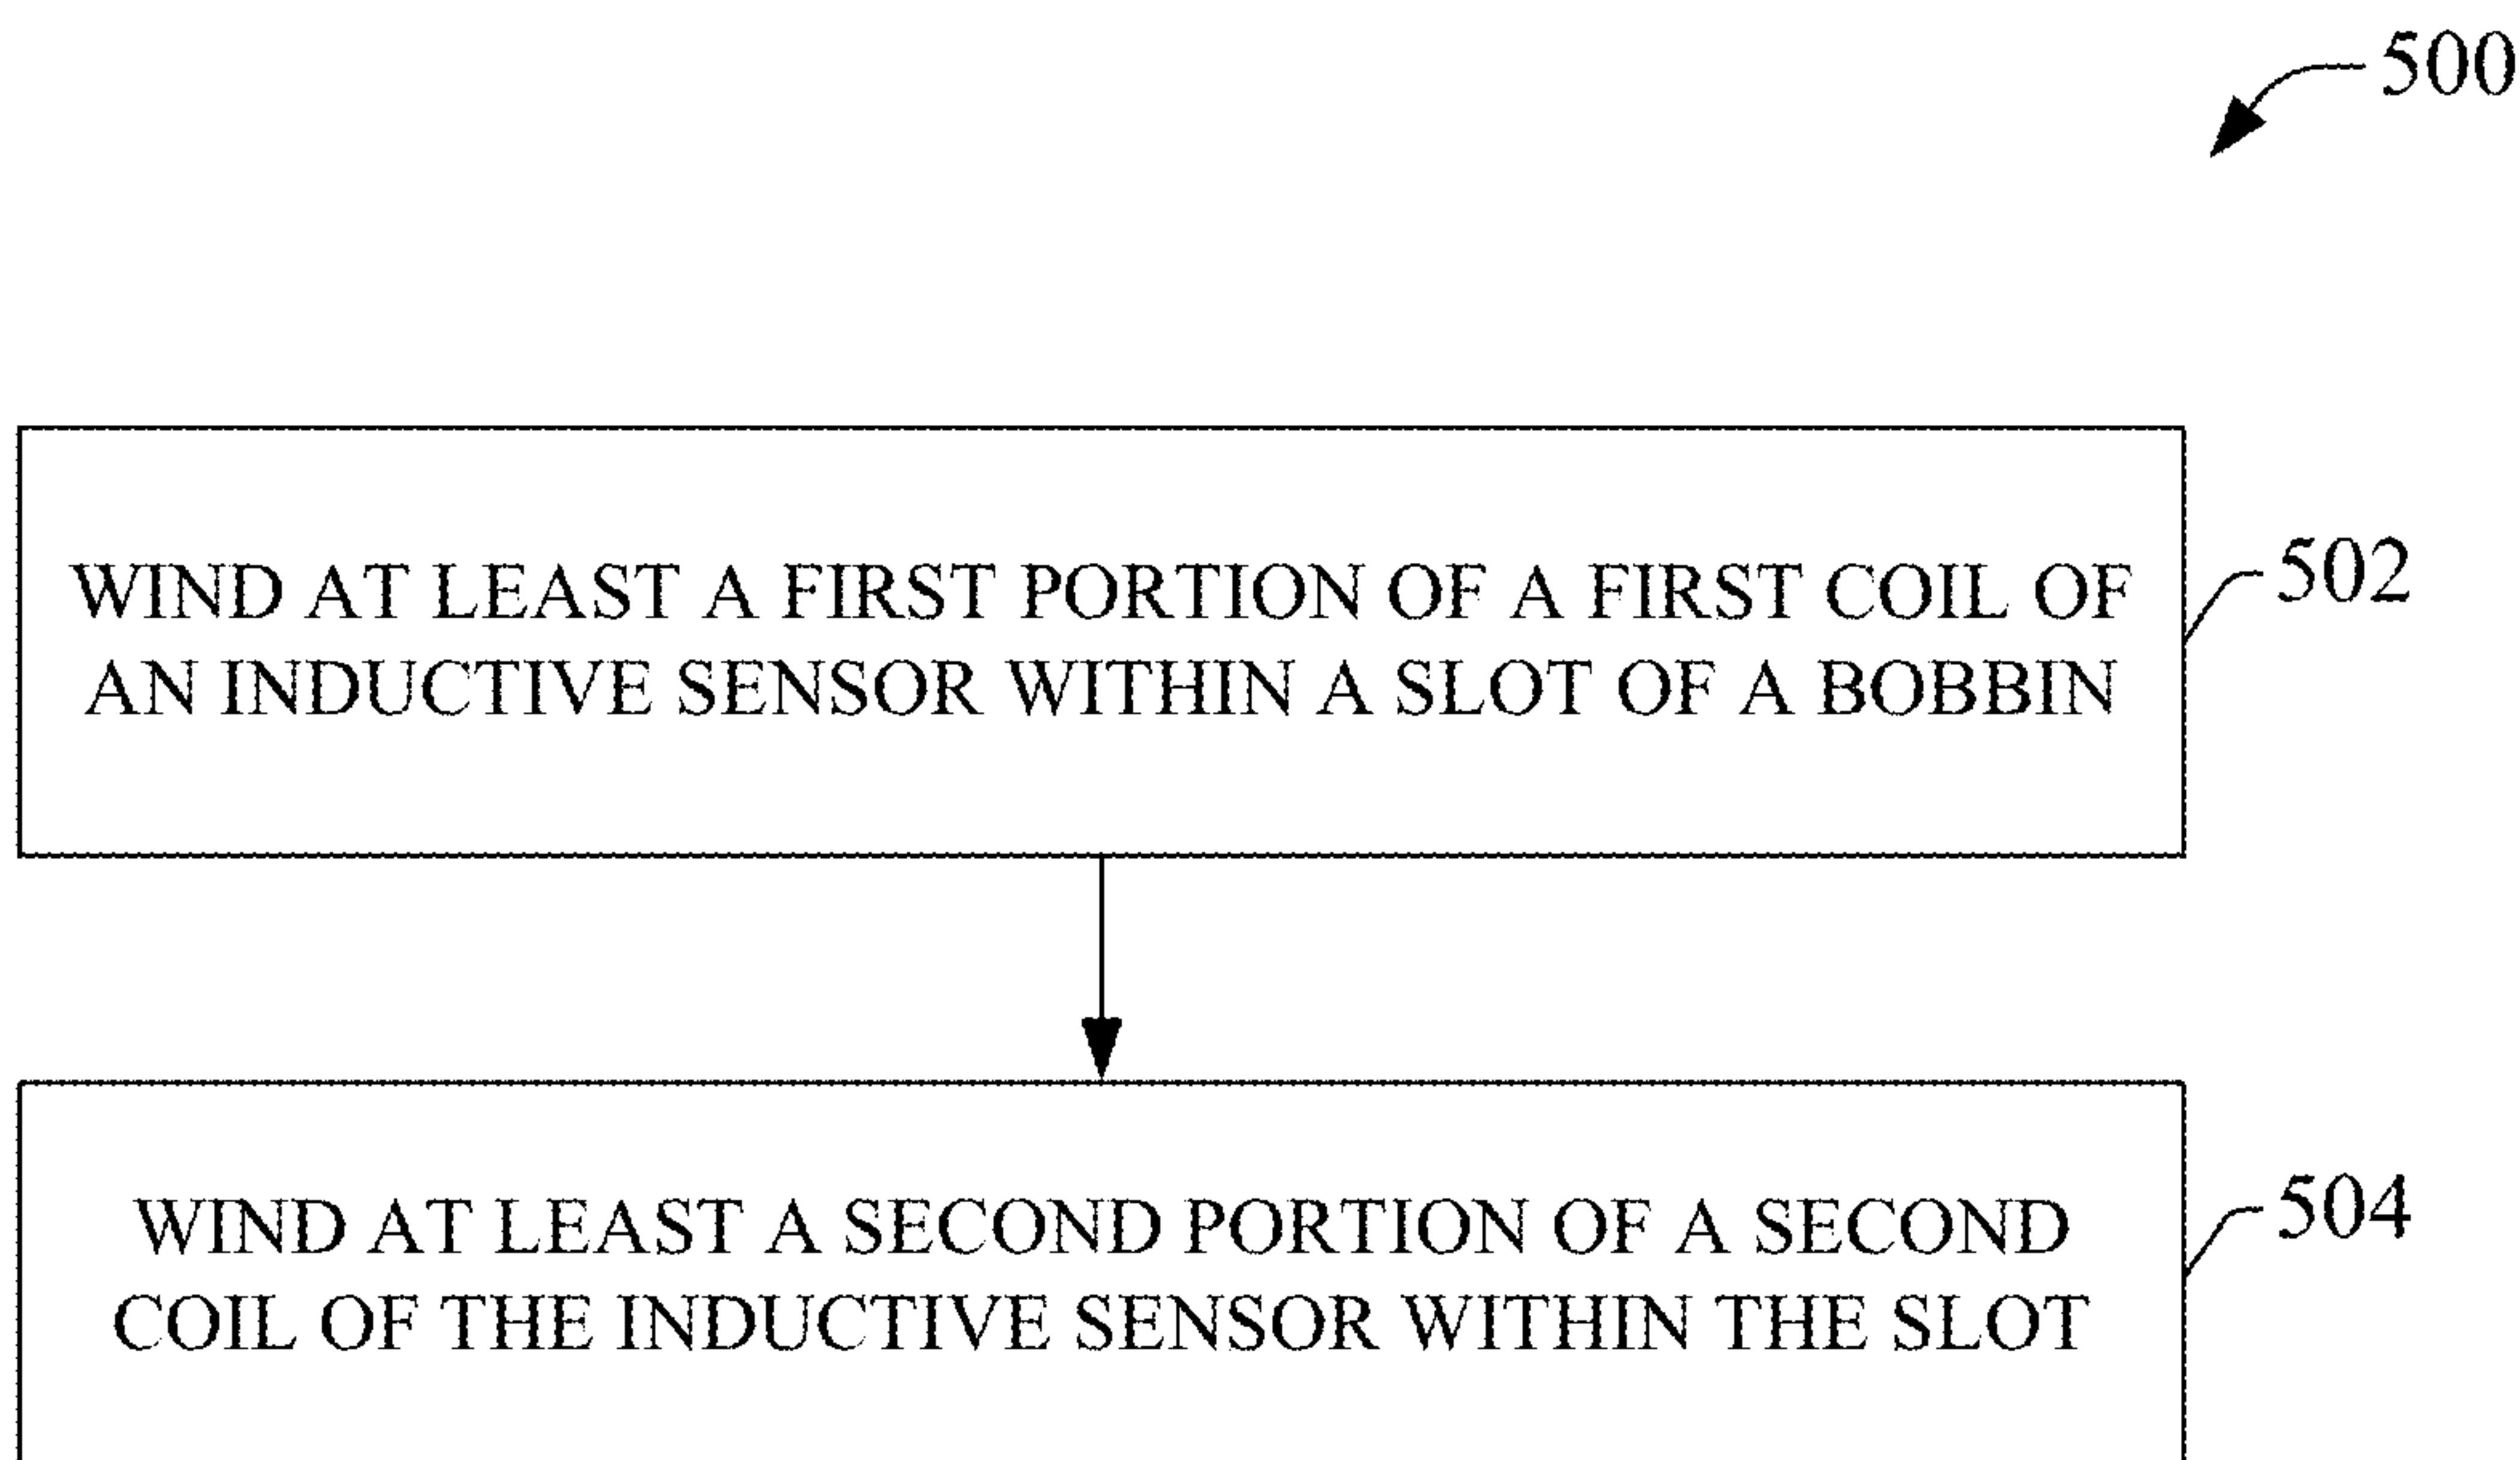 500
WIND AT LEAST A FIRST PORTION OF A FIRST COIL OF
AN INDUCTIVE SENSOR WITHIN A SLOT OF A BOBBIN
502
WIND AT LEAST A SECOND PORTION OF A SECOND
COIL OF THE INDUCTIVE SENSOR WITHIN THE SLOT
504